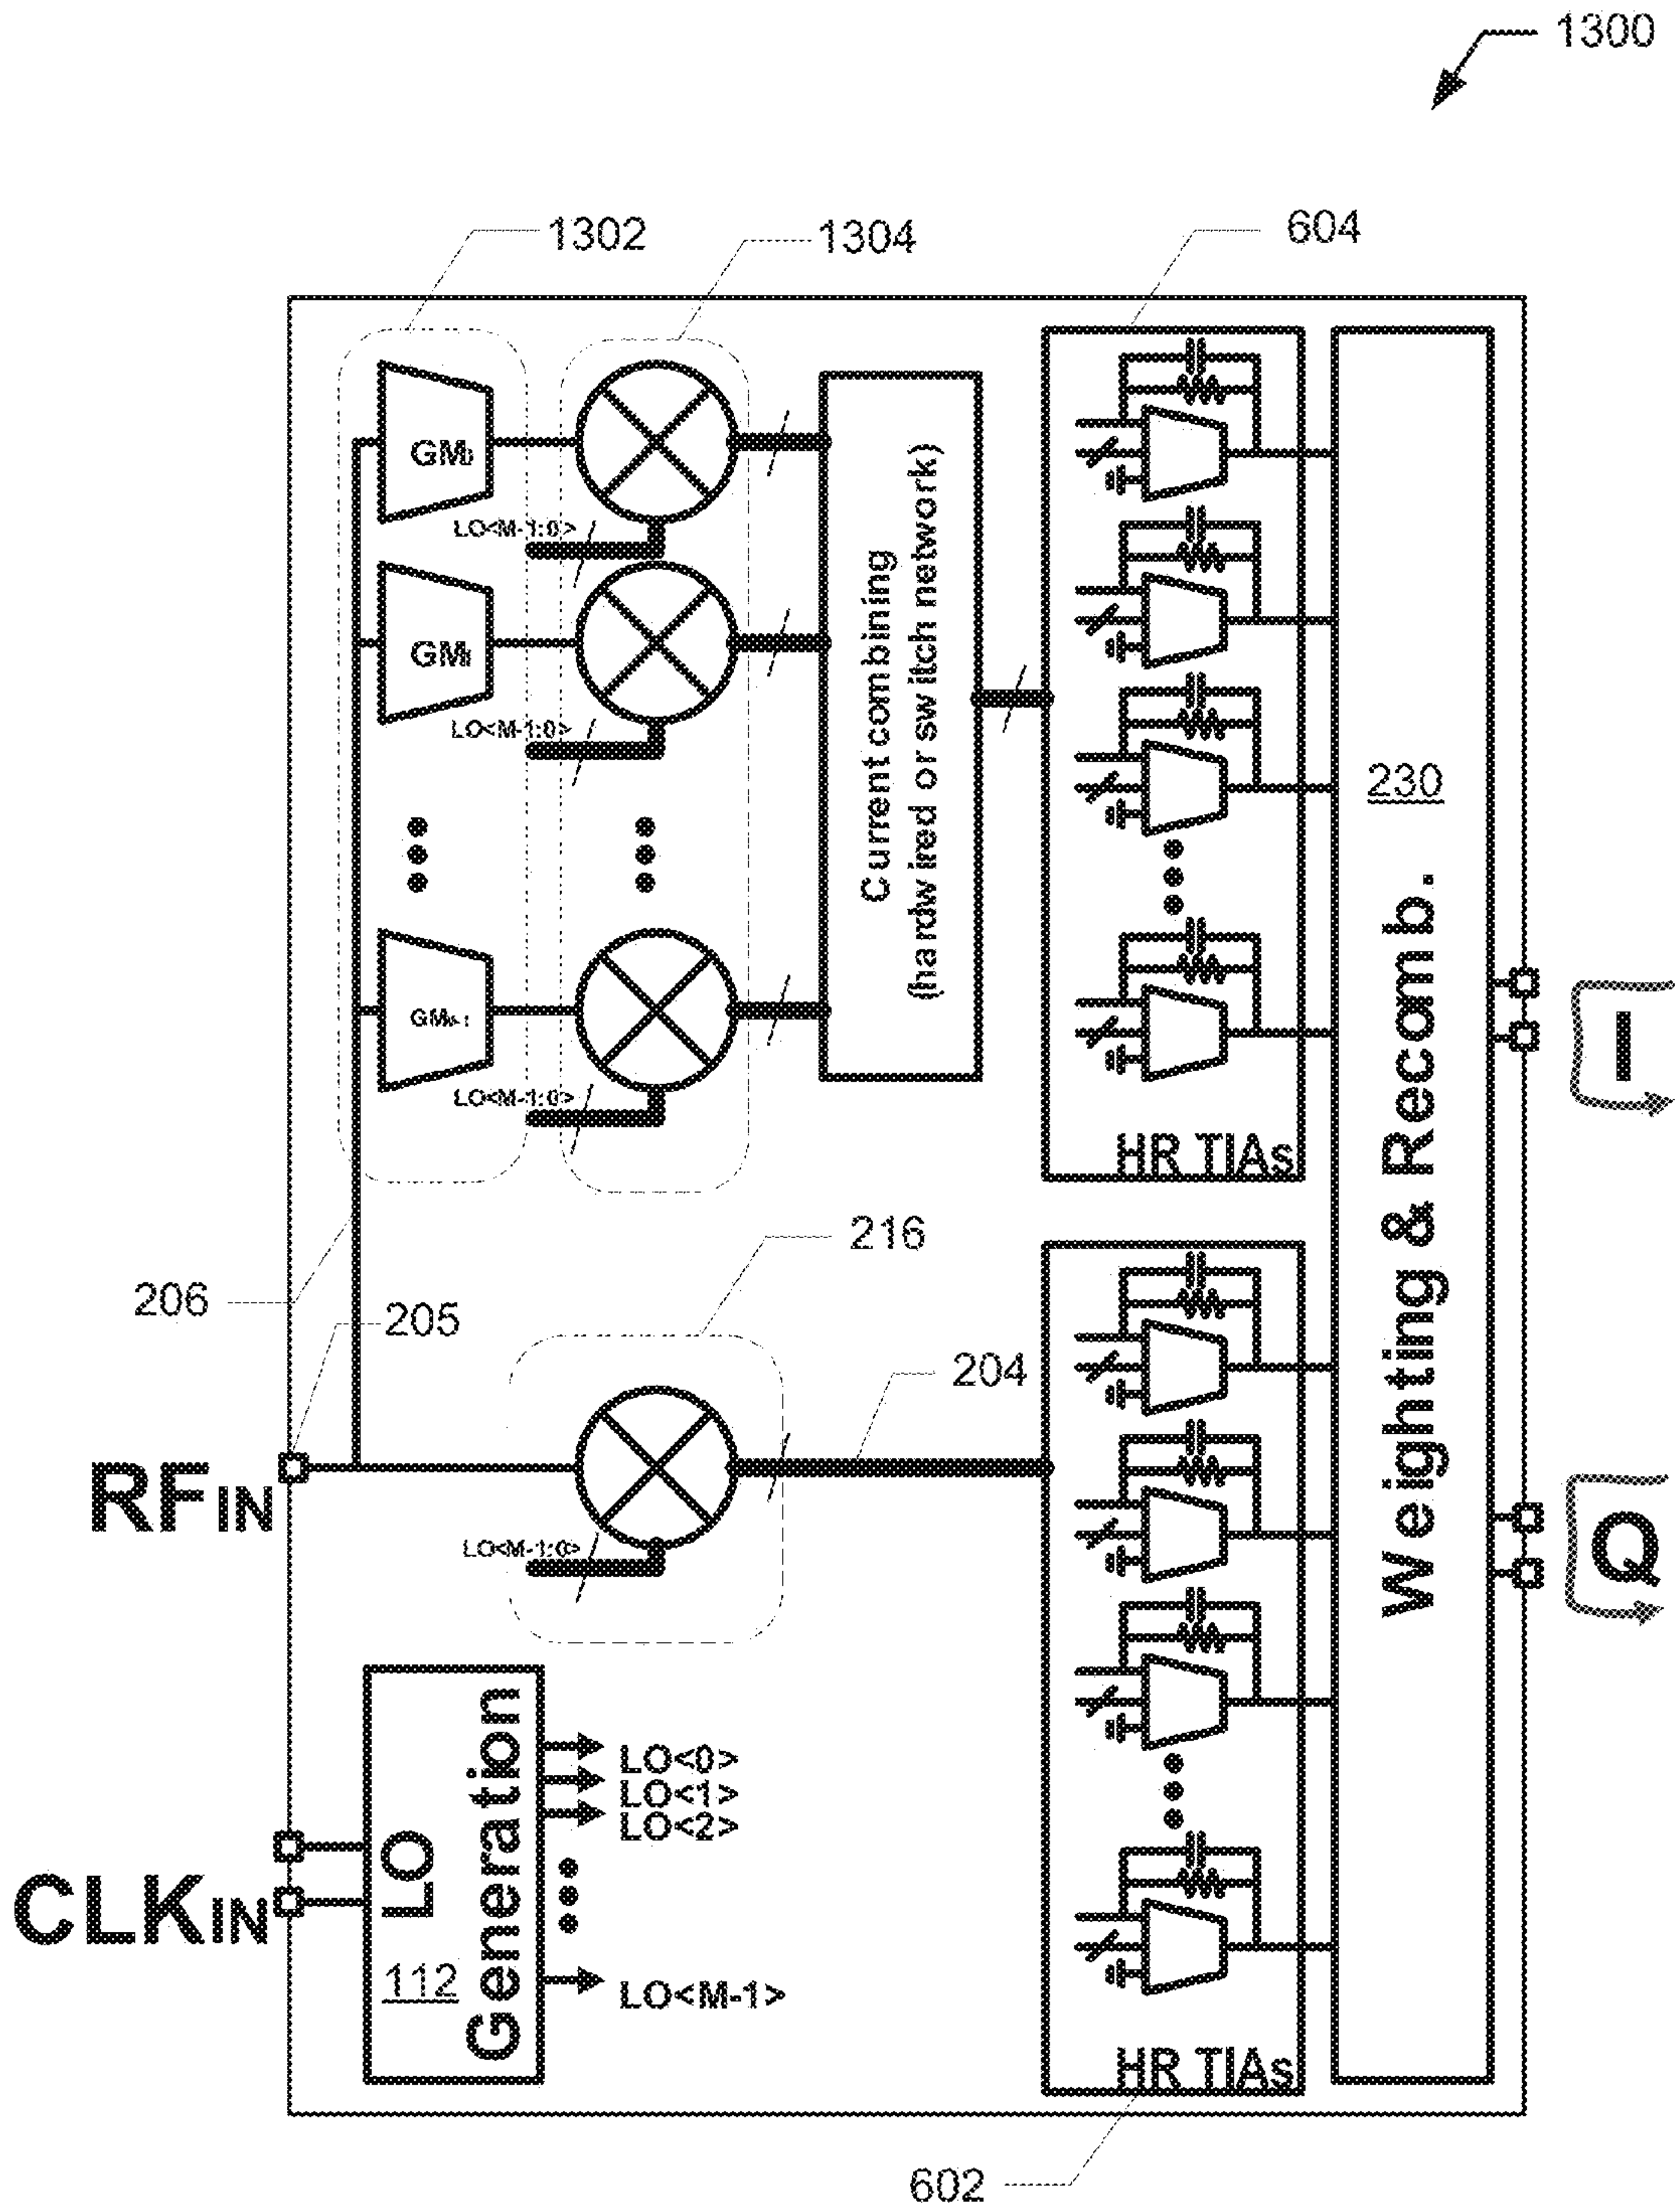 1300
1302
1304
604
GM0
LO<M-1:0>
GM1
LO<M-1:0>
LO<M-1:0>
Current combining
(hardwired or switch network)
HR TIAs
230
Weighting & Recomb.
I
206
205
216
204
RFIN
LO<M-1:0>
Q
CLKIN
LO
Generation
112
LO<0>
LO<1>
LO<2>
LO<M-1>
HR TIAs
602